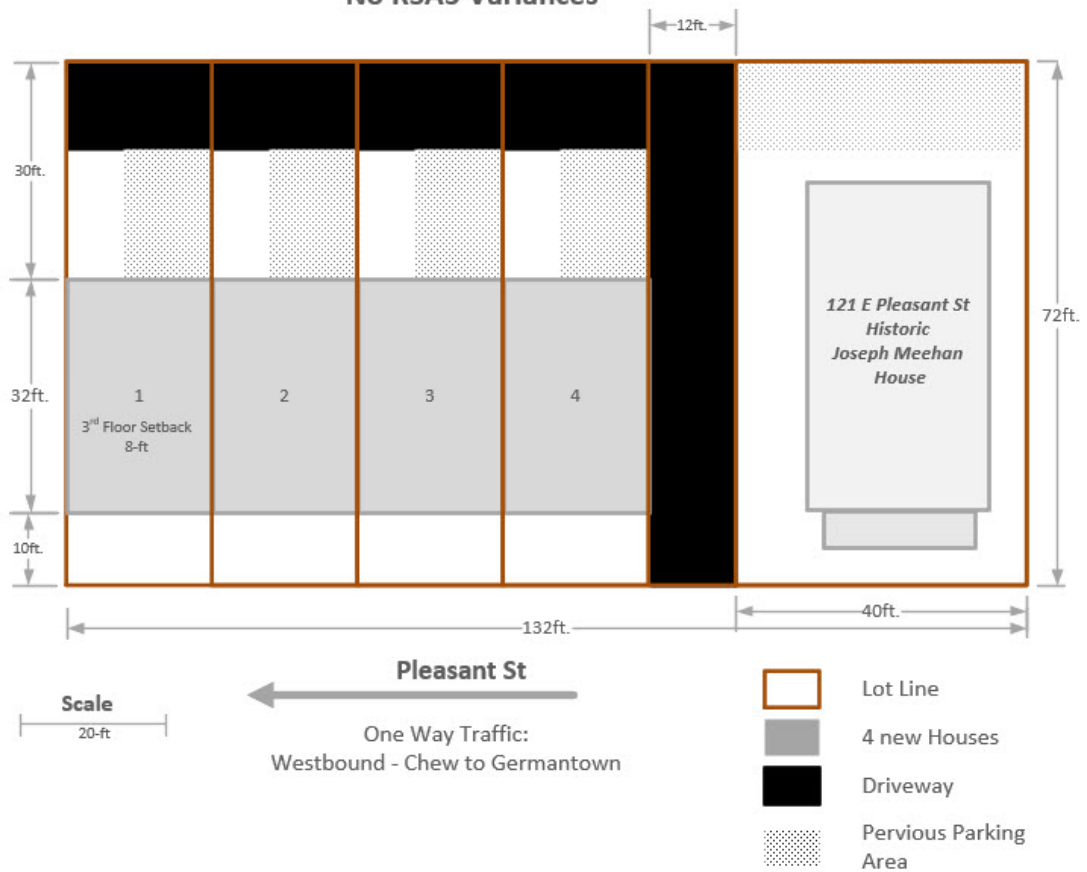 12ft.
30ft.
121 E Pleasant St
Historic
Joseph Meehan
House
72ft.
32ft.
1
2
3
4
3rd Floor Setback
8-ft
10ft.
40ft.
132ft.
Pleasant St
Scale
20-ft
One Way Traffic:
Westbound - Chew to Germantown
Lot Line
4 new Houses
Driveway
Pervious Parking
Area